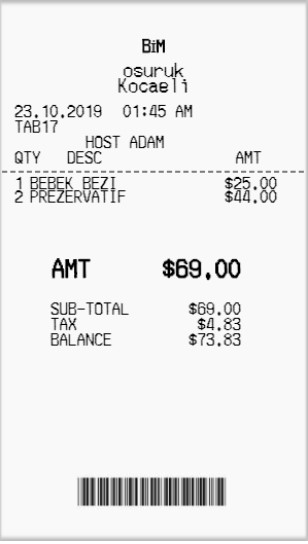 BiM
osuruk
Kocaeli
23.10.2019 01:45 AM
TAB17
HOST ADAM
QTY DESC AMT
1 BEBEK BEZI $25.00
2 PREZERVATIF $44.00
AMT $69.00
SUB-TOTAL $69.00
TAX $4.83
BALANCE $73.83